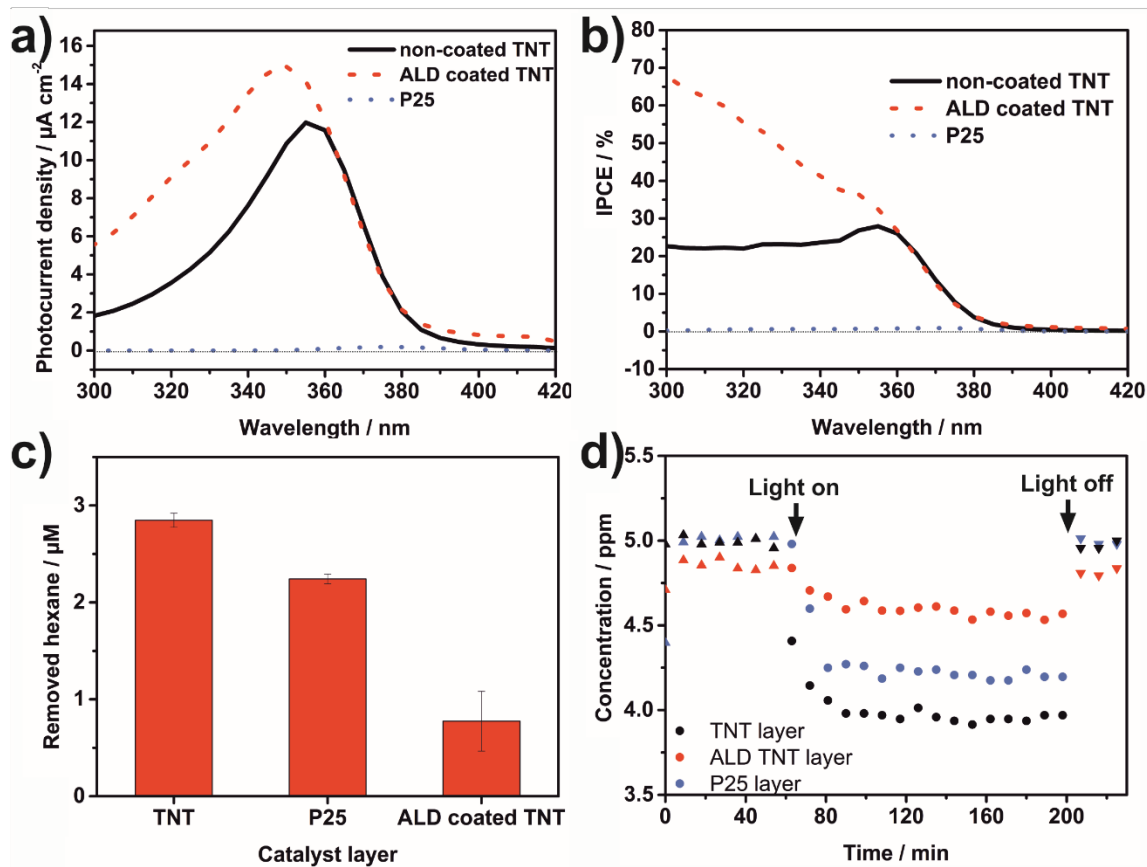 a)
Photocurrent density / µA cm⁻²
16
14
12
10
8
6
4
2
0
non-coated TNT
ALD coated TNT
P25
300 320 340 360 380 400 420
Wavelength / nm
b)
IPCE / %
80
70
60
50
40
30
20
10
0
-10
non-coated TNT
ALD coated TNT
P25
300 320 340 360 380 400 420
Wavelength / nm
c)
Removed hexane / µM
3
2
1
0
TNT P25 ALD coated TNT
Catalyst layer
d)
Concentration / ppm
5.5
5.0
4.5
4.0
3.5
Light on
Light off
TNT layer
ALD TNT layer
P25 layer
0 40 80 120 160 200
Time / min